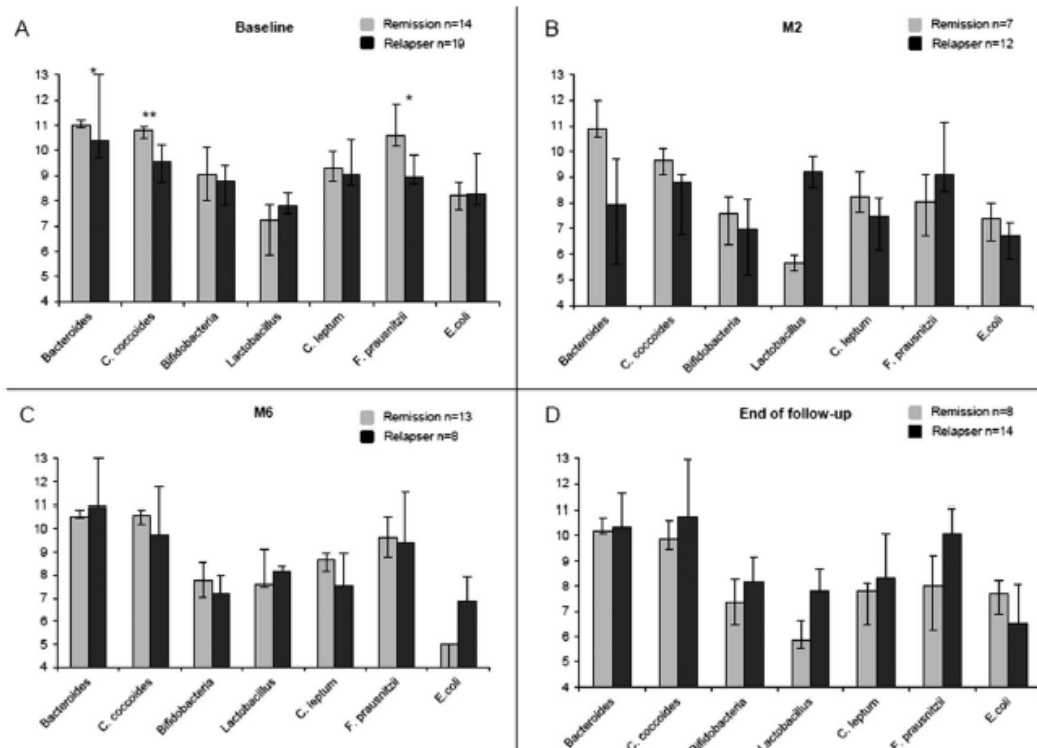 A
Baseline
Remission n=14
Relapser n=19
13
12
11
10
9
8
7
6
5
4
*
**
*
Bacteroides
C. coccoides
Bifidobacteria
Lactobacillus
C. leptum
F. prausnitzii
E.coli
B
M2
Remission n=7
Relapser n=12
13
12
11
10
9
8
7
6
5
4
Bacteroides
C. coccoides
Bifidobacteria
Lactobacillus
C. leptum
F. prausnitzii
E.coli
C
M6
Remission n=13
Relapser n=8
13
12
11
10
9
8
7
6
5
4
Bacteroides
C. coccoides
Bifidobacteria
Lactobacillus
C. leptum
F. prausnitzii
E.coli
D
End of follow-up
Remission n=8
Relapser n=14
13
12
11
10
9
8
7
6
5
4
Bacteroides
C. coccoides
Bifidobacteria
Lactobacillus
C. leptum
F. prausnitzii
E.coli